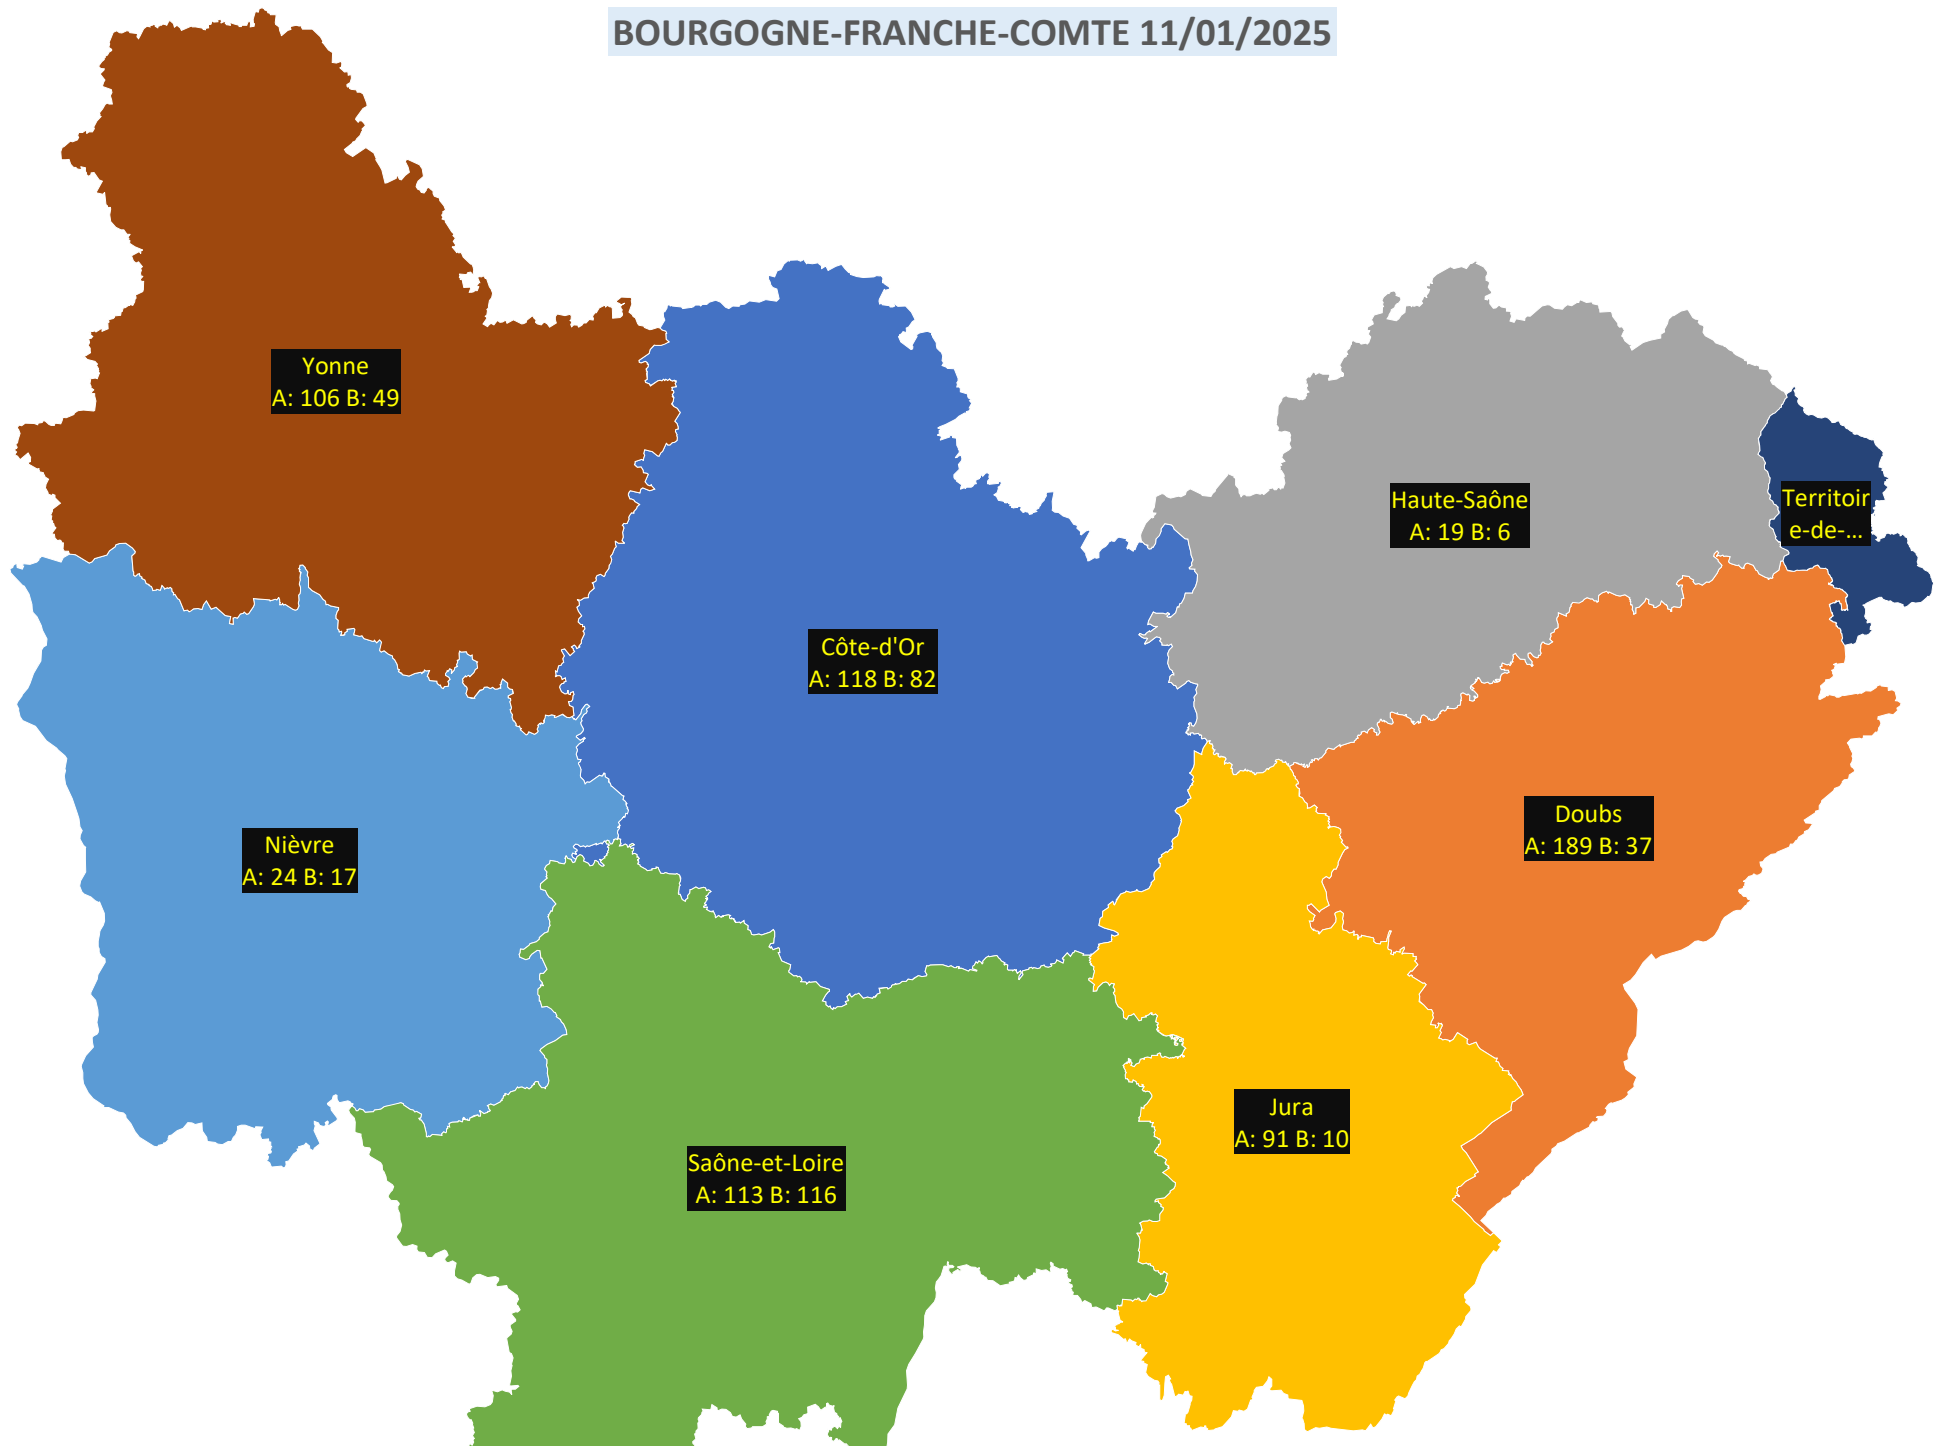 BOURGOGNE-FRANCHE-COMTE 11/01/2025
Yonne
A: 106 B: 49
Haute-Saône
A: 19 B: 6
Territoir
e-de-...
Côte-d'Or
A: 118 B: 82
Doubs
A: 189 B: 37
Nièvre
A: 24 B: 17
Jura
A: 91 B: 10
Saône-et-Loire
A: 113 B: 116